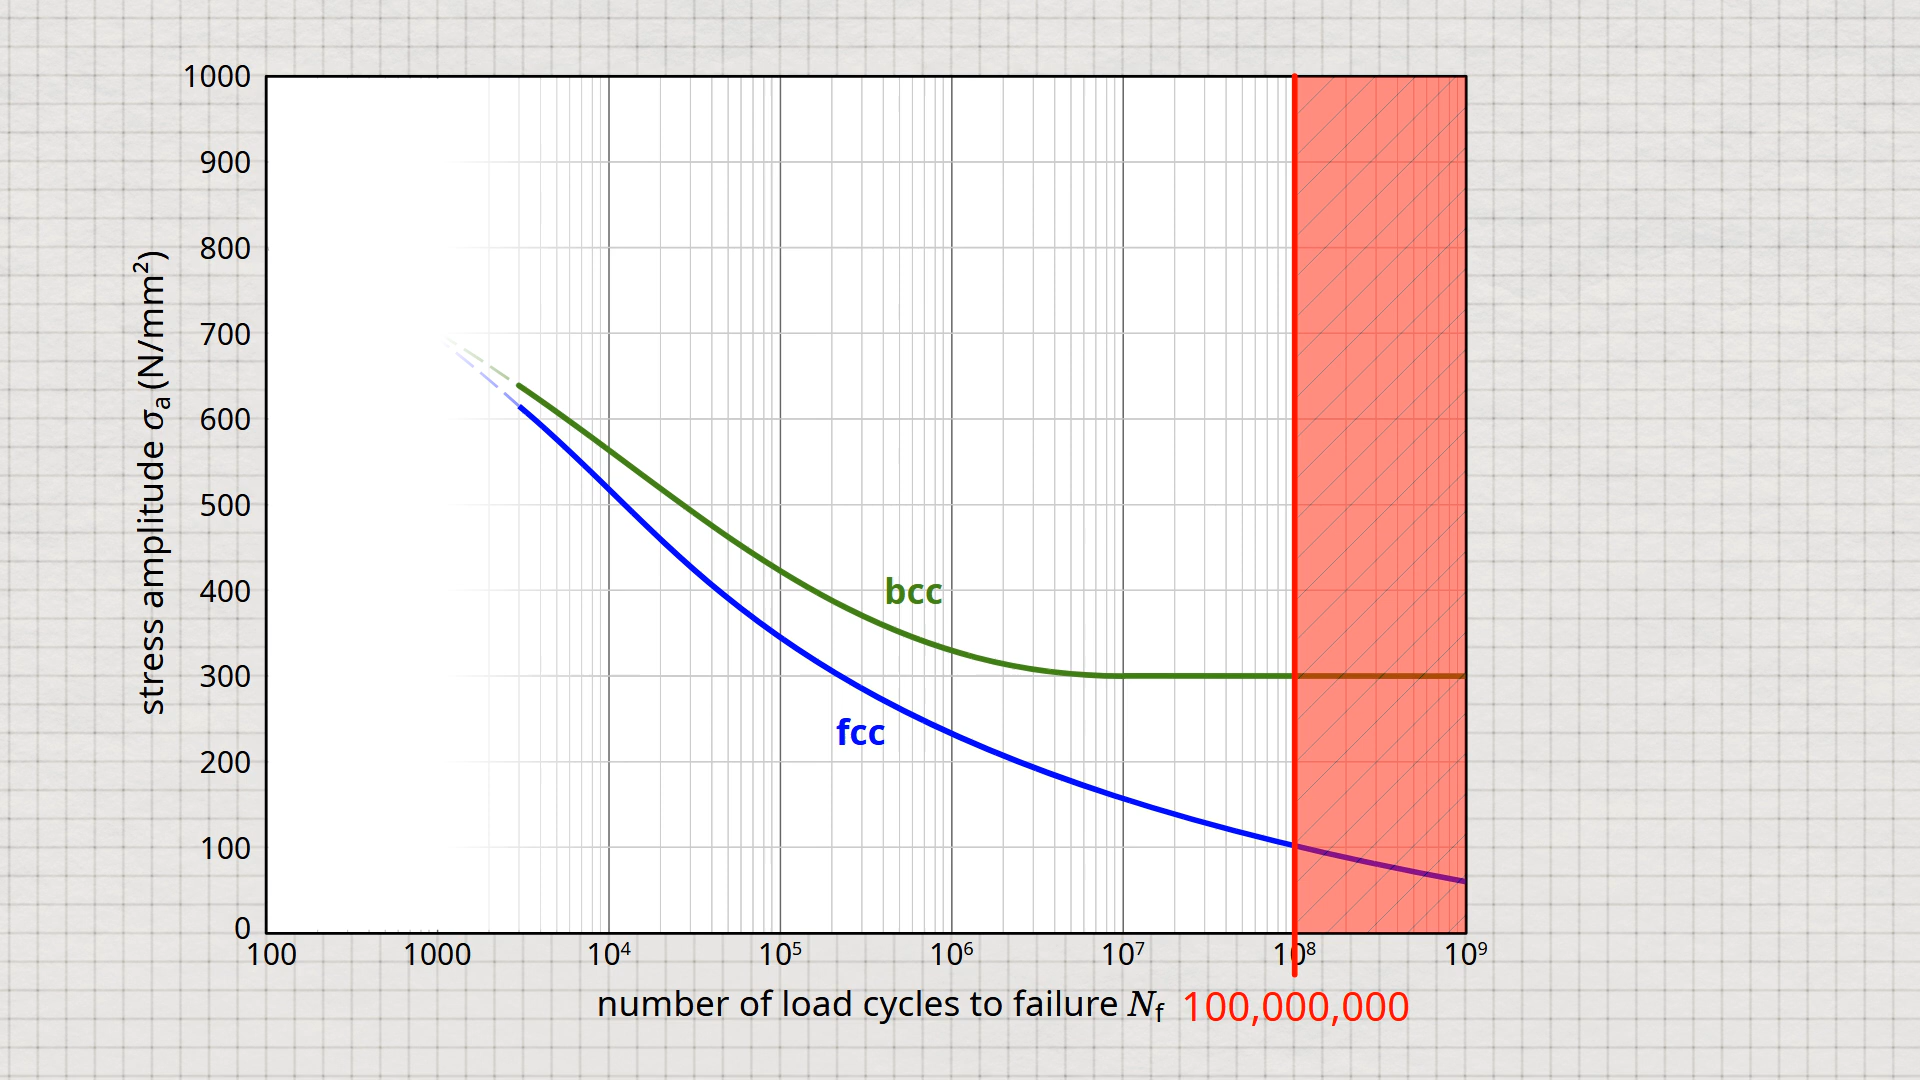 1000
900
800
700
600
500
400
300
200
100
0
stress amplitude σₐ (N/mm²)
bcc
fcc
100 1000 10⁴ 10⁵ 10⁶ 10⁷ 10⁸ 10⁹
number of load cycles to failure N_f 100,000,000